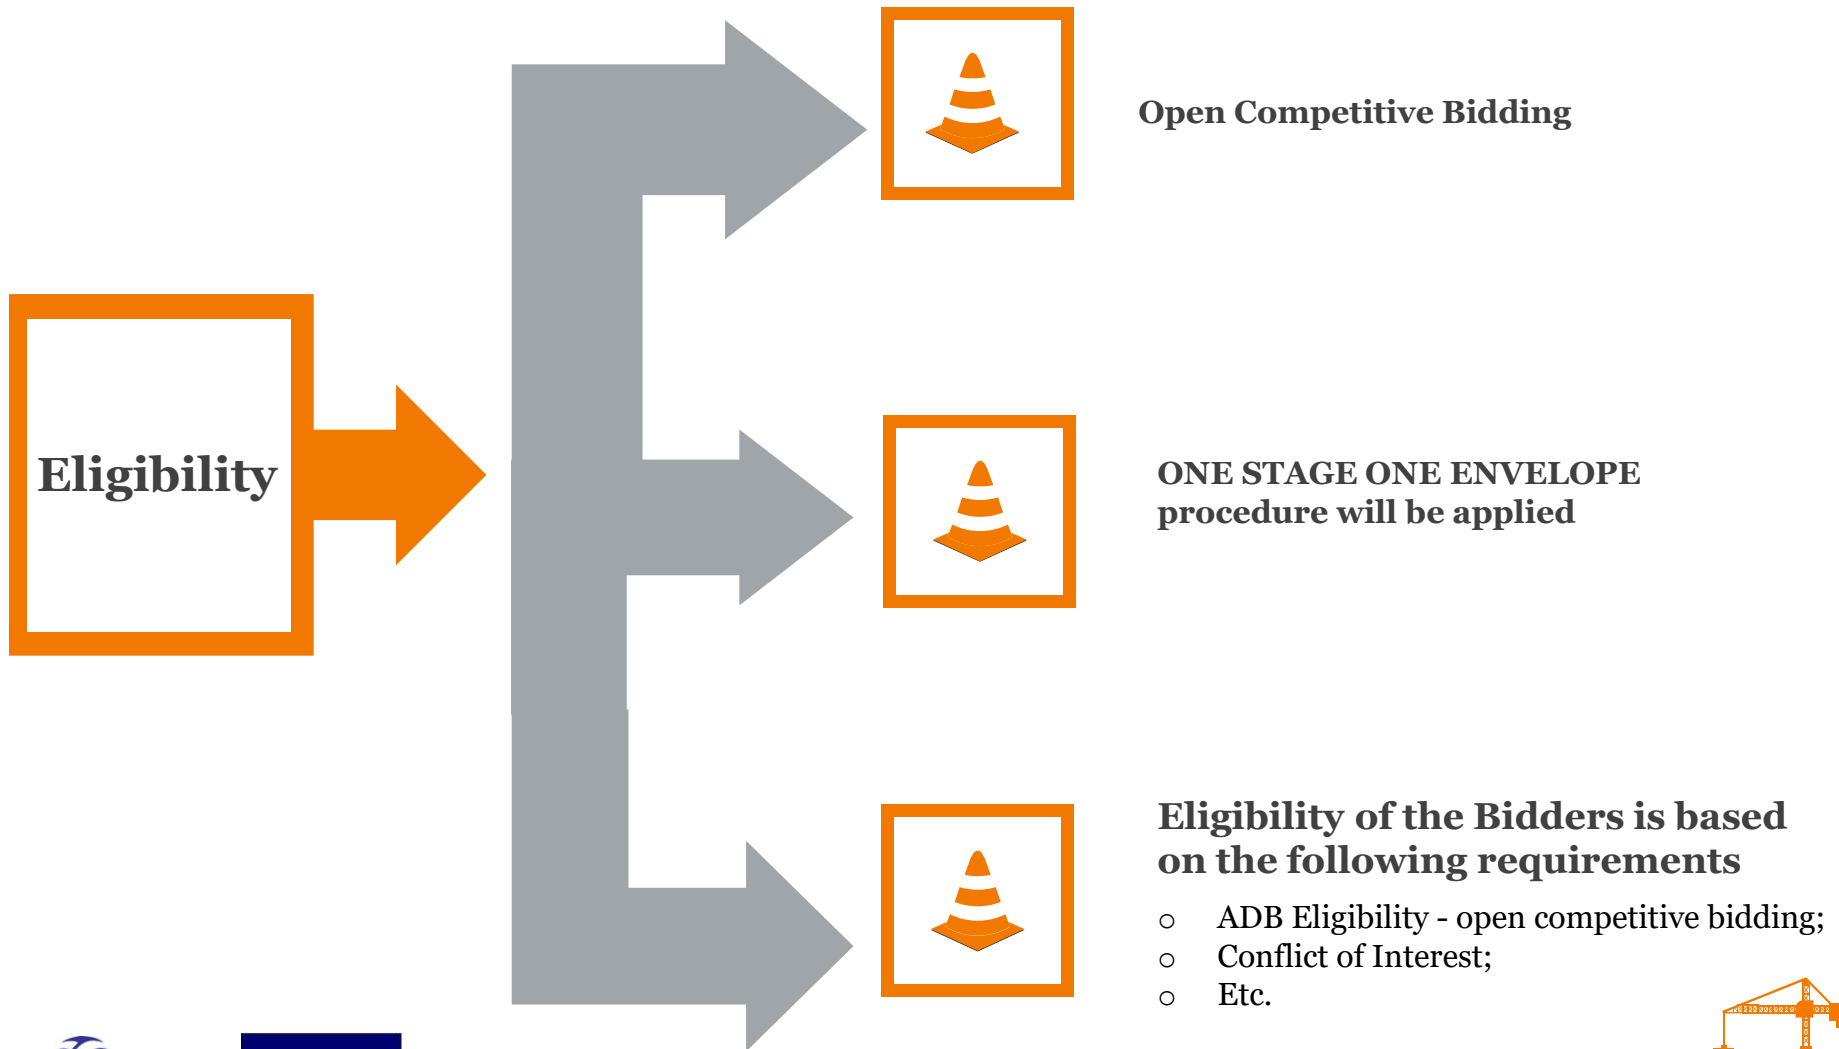 Open Competitive Bidding
Eligibility
ONE STAGE ONE ENVELOPE
procedure will be applied
Eligibility of the Bidders is based
on the following requirements
o ADB Eligibility - open competitive bidding;
o Conflict of Interest;
o Etc.